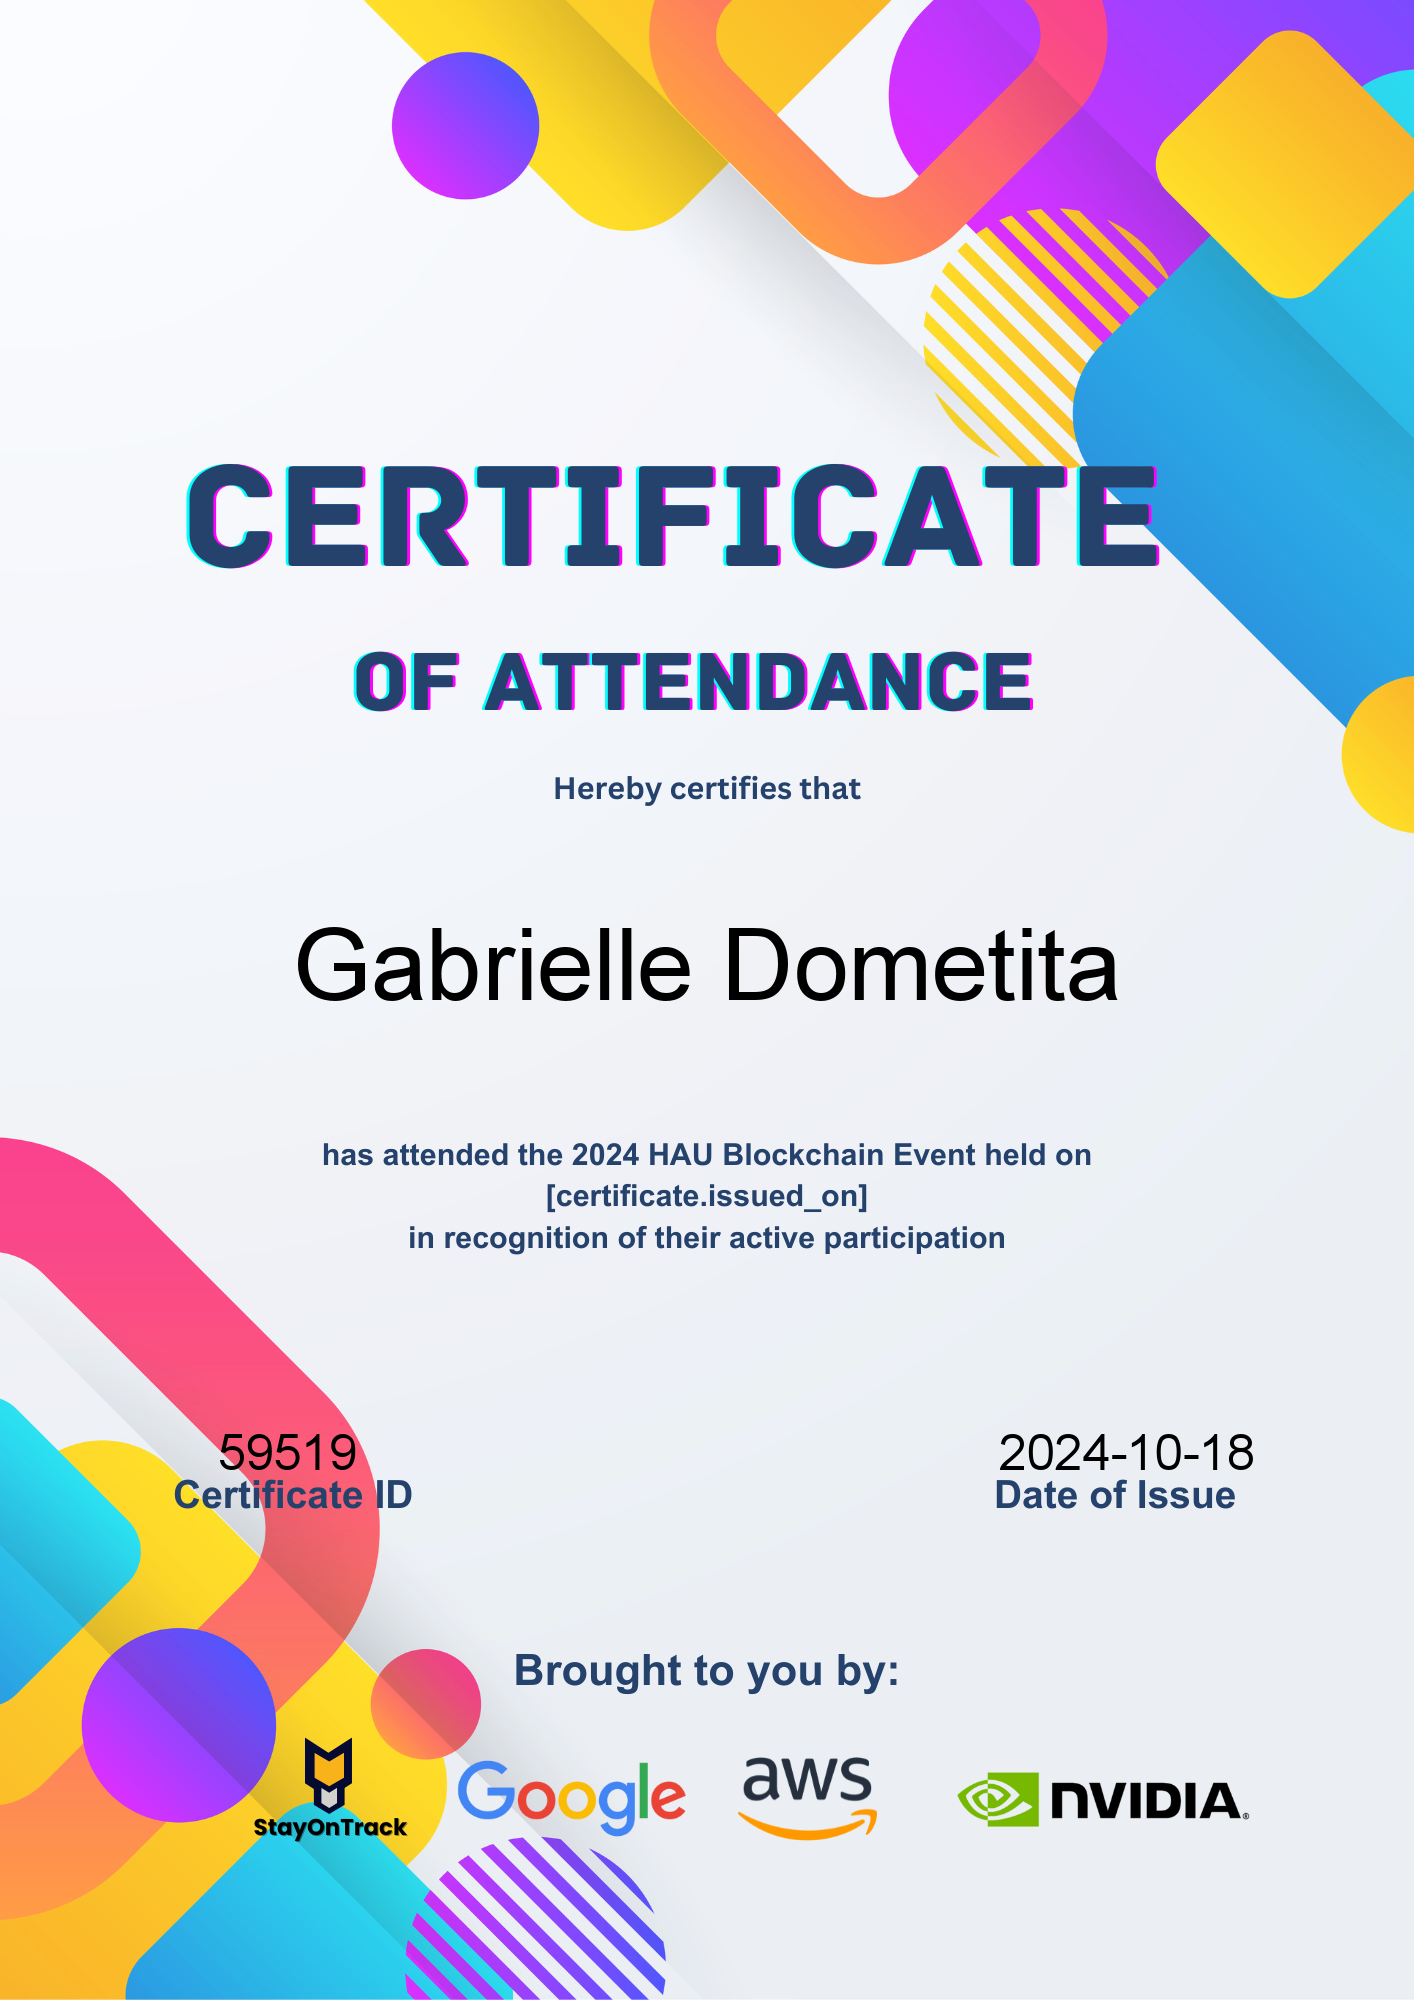 CERTIFICATE
OF ATTENDANCE
Hereby certifies that
Gabrielle Dometita
has attended the 2024 HAU Blockchain Event held on
[certificate.issued_on]
in recognition of their active participation
59519
Certificate ID
2024-10-18
Date of Issue
Brought to you by:
StayOnTrack
Google
aws
NVIDIA®